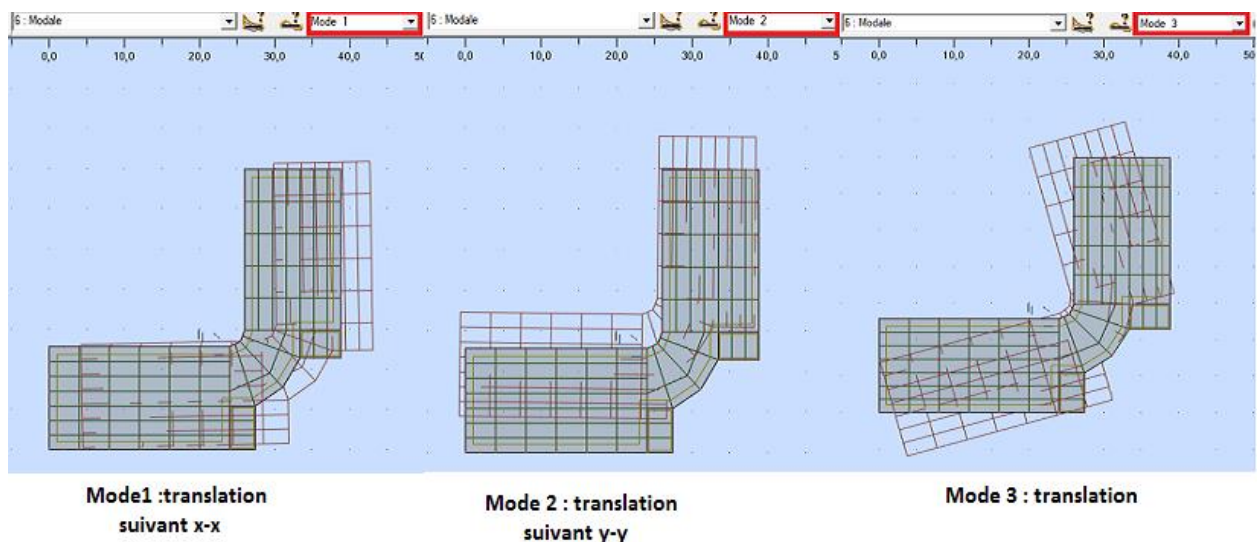 6 : Modale Mode 1 6 : Modale Mode 2 6 : Modale Mode 3
0,0 10,0 20,0 30,0 40,0 0,0 10,0 20,0 30,0 40,0 5 0,0 10,0 20,0 30,0 40,0 50
Mode1 :translation
suivant x-x
Mode 2 : translation
suivant y-y
Mode 3 : translation